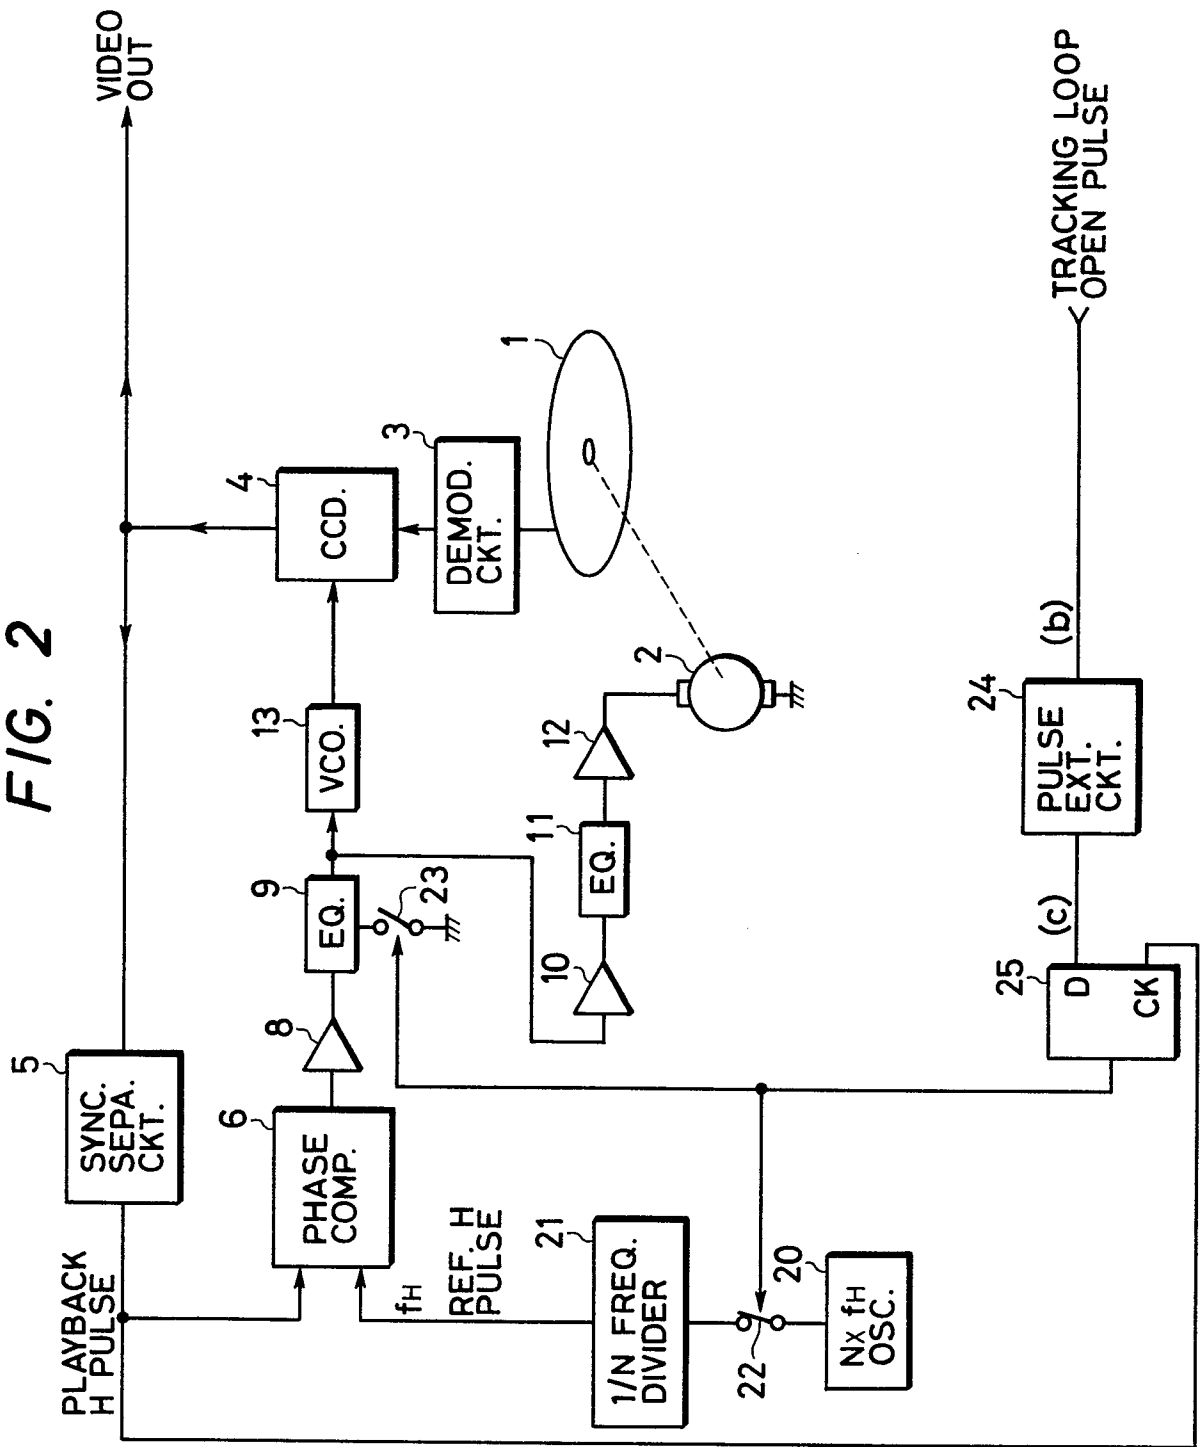 FIG. 2
VIDEO
OUT
5
SYNC.
SEPA.
CKT.
PLAYBACK
H PULSE
6
PHASE
COMP.
8
9
EQ.
23
13
VCO.
4
CCD.
3
DEMOD.
CKT.
1
2
10
11
EQ.
12
fH
REF. H
PULSE
21
1/N FREQ.
DIVIDER
22
20
NX fH
OSC.
25
D
CK
(c)
24
PULSE
EXT.
CKT.
(b)
TRACKING LOOP
OPEN PULSE